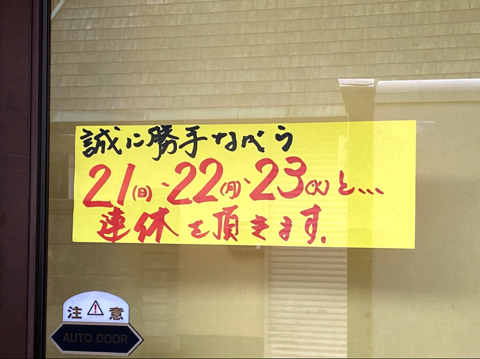 誠に勝手ながら
21(日)・22(月)・23(火)と...
連休を頂きます。
注⚠意
AUTO DOOR